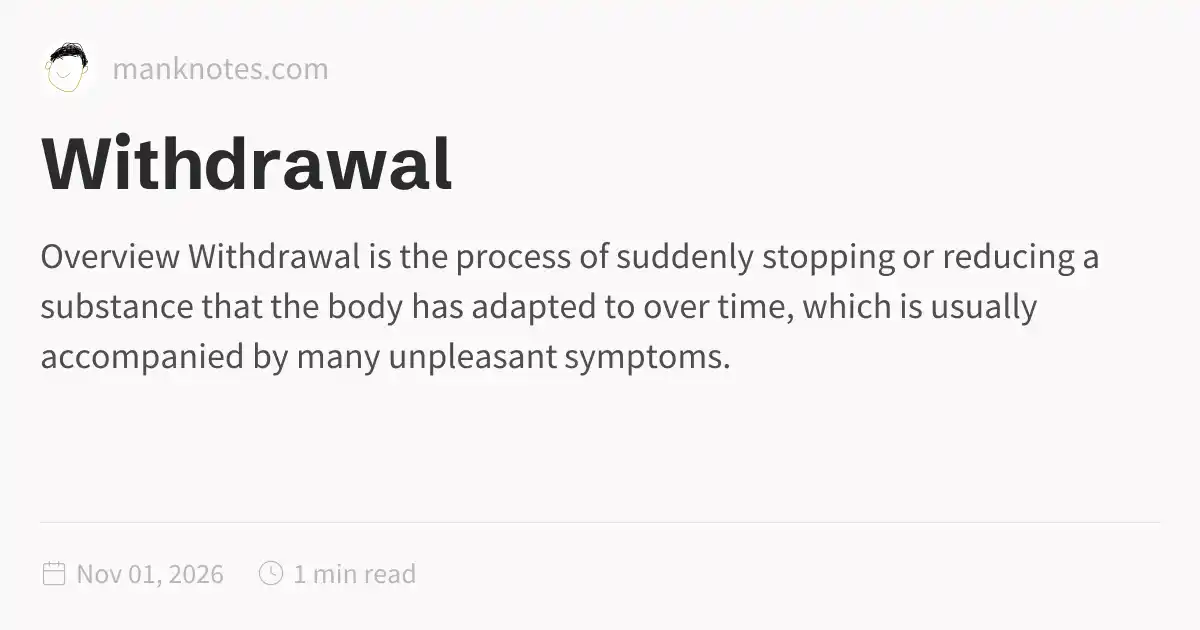 manknotes.com
Withdrawal
Overview Withdrawal is the process of suddenly stopping or reducing a
substance that the body has adapted to over time, which is usually
accompanied by many unpleasant symptoms.
Nov 01, 2026 1 min read